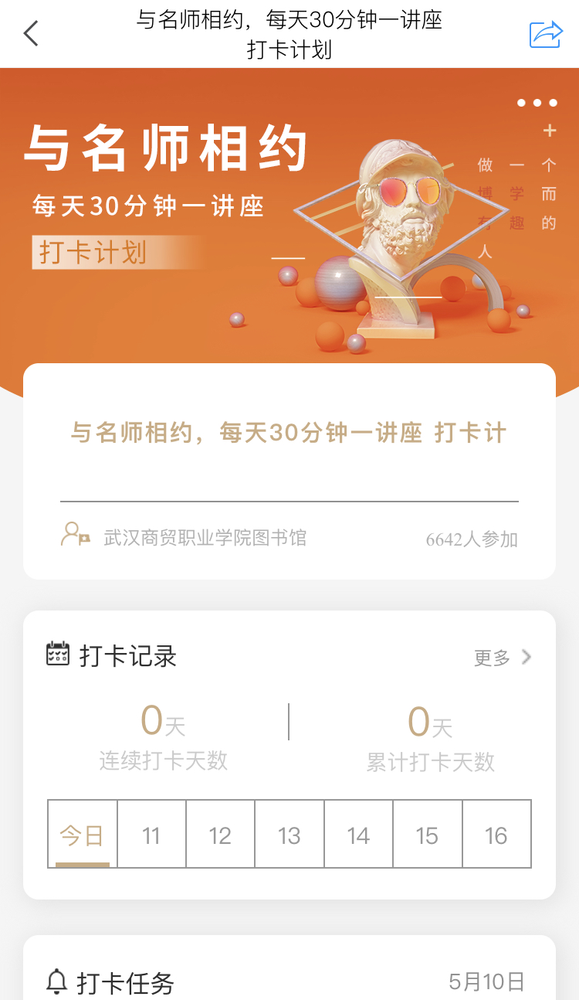 与名师相约，每天30分钟一讲座
打卡计划
与名师相约
每天30分钟一讲座
打卡计划
做一个
博学而
有趣的
人
与名师相约，每天30分钟一讲座 打卡计
武汉商贸职业学院图书馆
6642人参加
打卡记录
更多
0天
连续打卡天数
0天
累计打卡天数
今日 11 12 13 14 15 16
打卡任务
5月10日